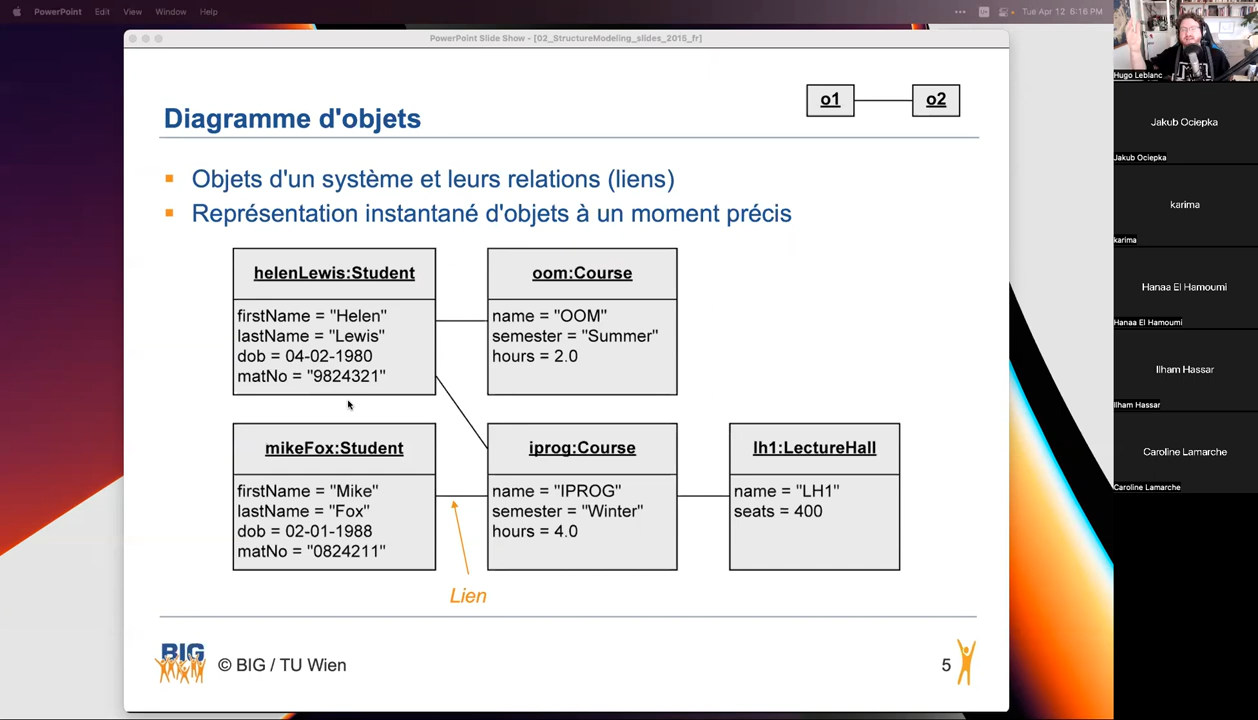 PowerPoint Edit View Window Help
Tue Apr 12 5:16 PM
PowerPoint Slide Show - [02_StructureModeling_slides_2015_fr]
Diagramme d'objets
o1
o2
Objets d'un système et leurs relations (liens)
Représentation instantané d'objets à un moment précis
helenLewis:Student
firstName = "Helen"
lastName = "Lewis"
dob = 04-02-1980
matNo = "9824321"
oom:Course
name = "OOM"
semester = "Summer"
hours = 2.0
mikeFox:Student
firstName = "Mike"
lastName = "Fox"
dob = 02-01-1988
matNo = "0824211"
iprog:Course
name = "IPROG"
semester = "Winter"
hours = 4.0
lh1:LectureHall
name = "LH1"
seats = 400
Lien
BIG
© BIG / TU Wien
5
Hugo Leblanc
Jakub Ociepka
Jakub Ociepka
karima
karima
Hanaa El Hamoumi
Hanaa El Hamoumi
Ilham Hassar
Ilham Hassar
Caroline Lamarche
Caroline Lamarche